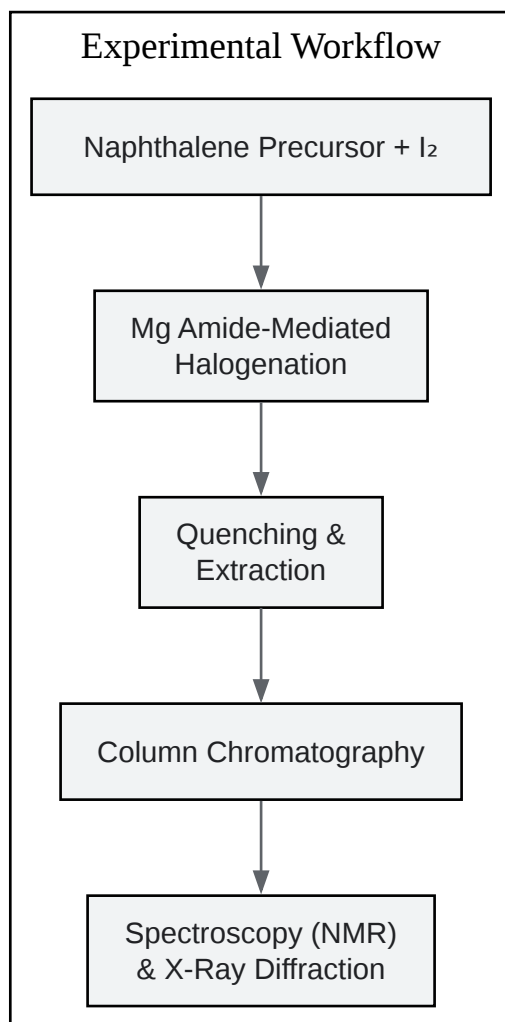 Experimental Workflow
Naphthalene Precursor + I₂
Mg Amide-Mediated
Halogenation
Quenching &
Extraction
Column Chromatography
Spectroscopy (NMR)
& X-Ray Diffraction